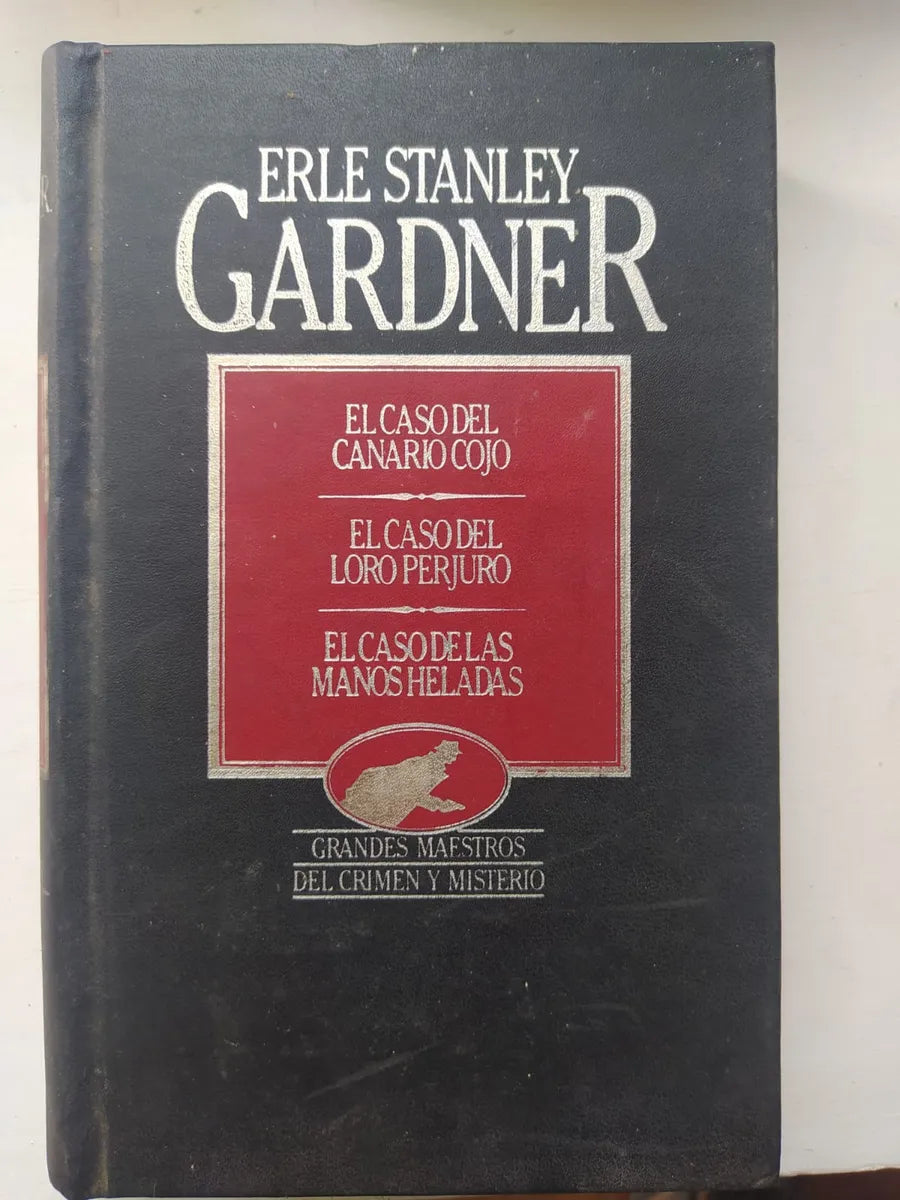 ERLE STANLEY
GARDNER
EL CASO DEL
CANARIO COJO
EL CASO DEL
LORO PERJURO
EL CASO DE LAS
MANOS HELADAS
GRANDES MAESTROS
DEL CRIMEN Y MISTERIO